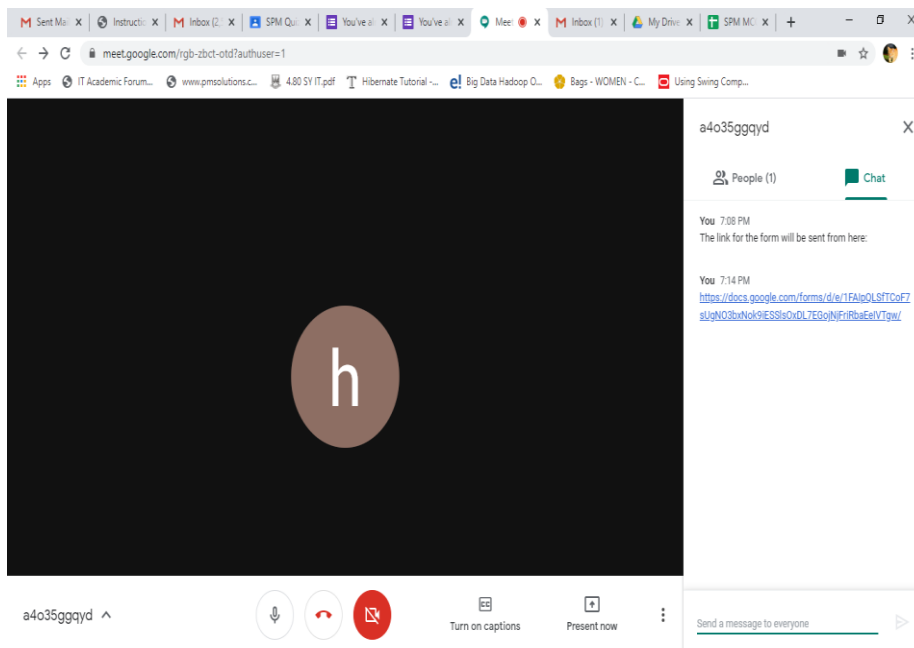 Sent Mai
Instructio
Inbox (2
SPM Qui
You've al
You've al
Meet
Inbox (1)
My Drive
SPM MC
meet.google.com/rgb-zbct-otd?authuser=1
Apps
IT Academic Forum...
www.pmsolutions.c...
4.80 SY IT.pdf
Hibernate Tutorial -...
Big Data Hadoop O...
Bags - WOMEN - C...
Using Swing Comp...
a4o35ggqyd
People (1)
Chat
You 7:08 PM
The link for the form will be sent from here:
You 7:14 PM
https://docs.google.com/forms/d/e/
h
a4o35ggqyd
Turn on captions
Present now
Send a message to everyone